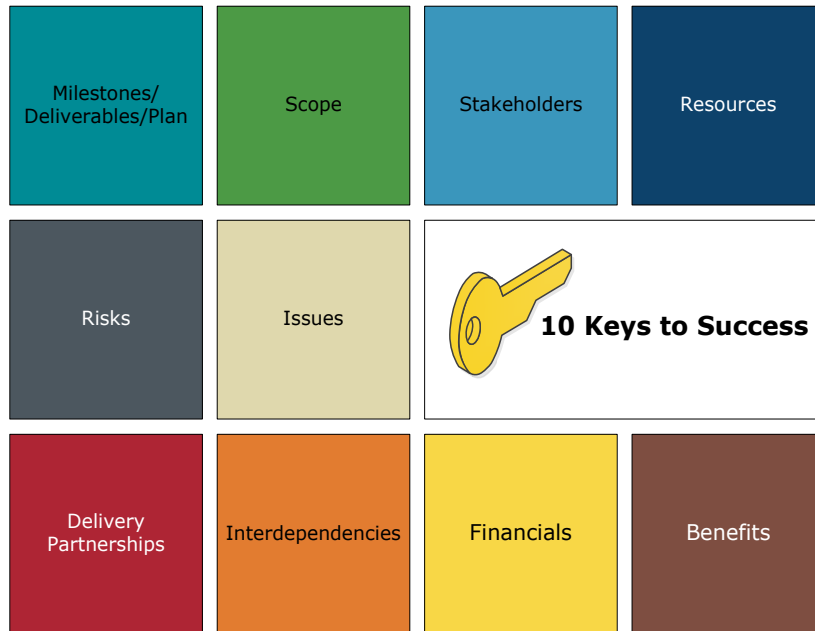 Milestones/
Deliverables/Plan
Scope
Stakeholders
Resources
Risks
Issues
10 Keys to Success
Delivery
Partnerships
Interdependencies
Financials
Benefits